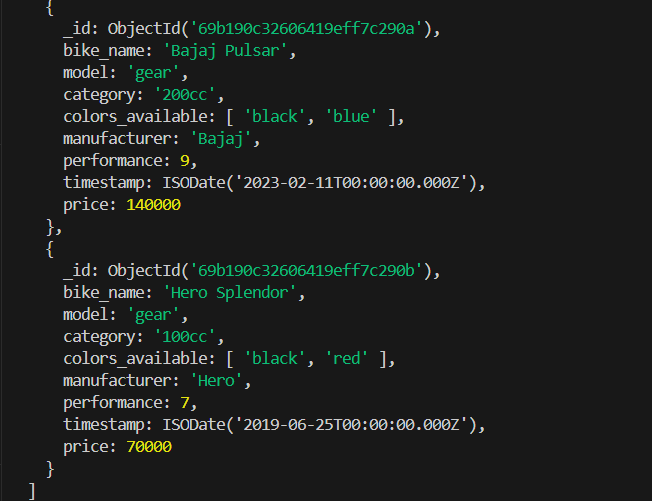 {
_id: ObjectId('69b190c32606419eff7c290a'),
bike_name: 'Bajaj Pulsar',
model: 'gear',
category: '200cc',
colors_available: [ 'black', 'blue' ],
manufacturer: 'Bajaj',
performance: 9,
timestamp: ISODate('2023-02-11T00:00:00.000Z'),
price: 140000
},
{
_id: ObjectId('69b190c32606419eff7c290b'),
bike_name: 'Hero Splendor',
model: 'gear',
category: '100cc',
colors_available: [ 'black', 'red' ],
manufacturer: 'Hero',
performance: 7,
timestamp: ISODate('2019-06-25T00:00:00.000Z'),
price: 70000
}
]